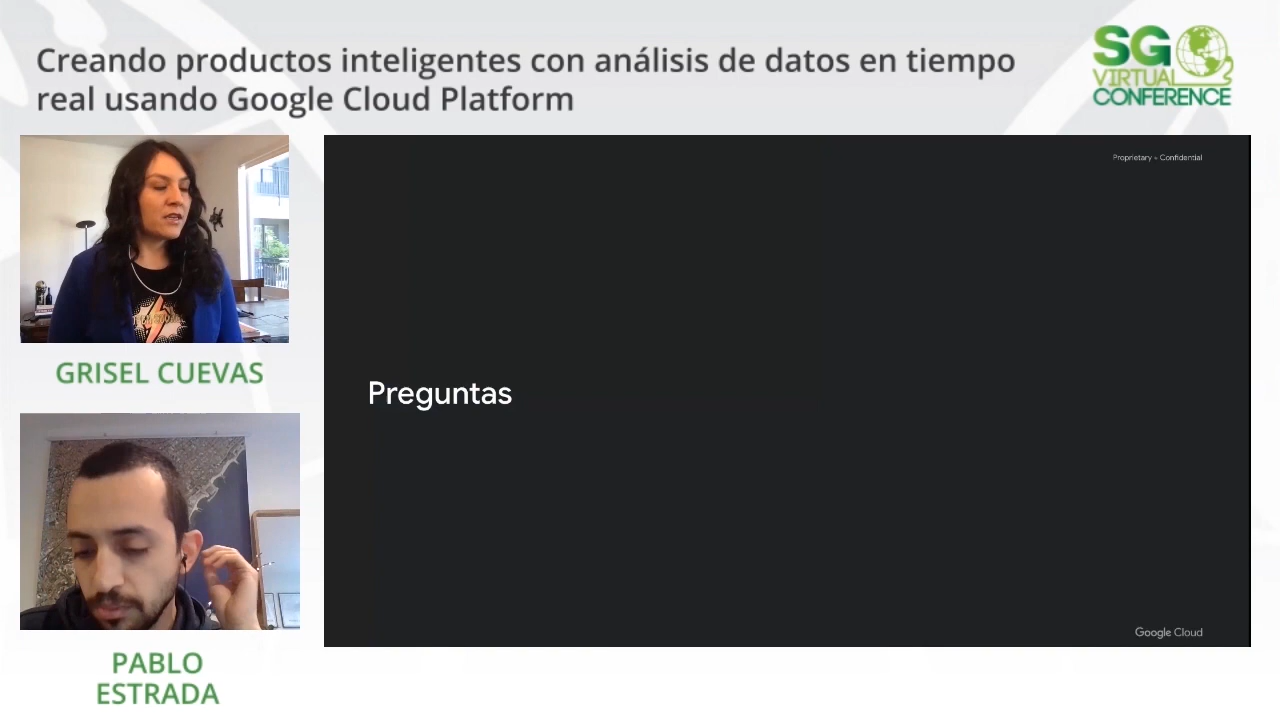 Creando productos inteligentes con análisis de datos en tiempo
real usando Google Cloud Platform
SG
VIRTUAL
CONFERENCE
Proprietary + Confidential
GRISEL CUEVAS
Preguntas
Google Cloud
PABLO
ESTRADA